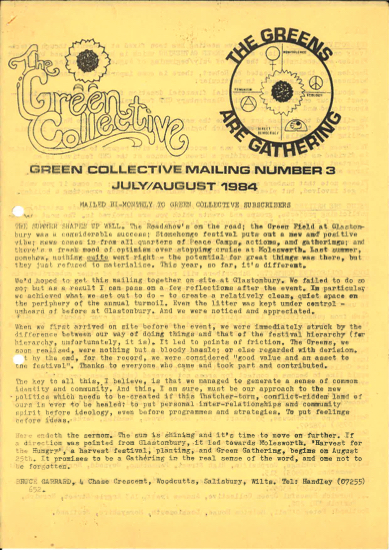 The
Green
Collective
THE GREENS
ARE GATHERING
NONVIOLENCE
FEMINISM
ECOLOGY
DIRECT
DEMOCRACY
GREEN COLLECTIVE MAILING NUMBER 3
JULY/AUGUST 1984
MAILED BI-MONTHLY TO GREEN COLLECTIVE SUBSCRIBERS
THE SUMMER SHAPES UP WELL. The Roadshow's on the road; the Green Field at Glaston-
bury was a considerable success; Stonehenge festival puts out a new and positive
vibe; news comes in from all quarters of Peace Camps, actions, and gatherings; and
there's a fresh mood of optimism over stopping cruise at Molesworth. Last summer,
somehow, nothing quite went right - the potential for great things was there, but
they just refused to materialise. This year, so far, it's different.
We'd hoped to get this mailing together on site at Glastonbury. We failed to do so
so; but as a result I can pass on a few reflections after the event. In particular
we achieved what we set out to do - to create a relatively clean, quiet space on
the periphery of the annual turmoil. Even the litter was kept under control -
unheard of before at Glastonbury. And we were noticed and appreciated.
When we first arrived on site before the event, we were immediately struck by the
difference between our way of doing things and that of the festival hierarchy (for
hierarchy, unfortunately, it is). It led to points of friction. The Greens, we
soon realised, were nothing but a bloody hassle; or else regarded with derision.
by the end, for the record, we were considered "good value and an asset to
the festival". Thanks to everyone who came and took part and contributed.
The key to all this, I believe, is that we managed to generate a sense of common
identity and community. And this, I am sure, must be our approach to the new
politics which needs to be created if this Thatcher-torn, conflict-ridden land of
ours is ever to be healed: to put personal inter-relationships and community
spirit before ideology, even before programmes and strategies. To put feelings
before ideas.
Here endeth the sermon. The sun is shining and it's time to move on further. If
a direction was pointed from Glastonbury, it led towards Molesworth. "Harvest for
the Hungry", a harvest festival, planting, and Green Gathering, begins on August
25th. It promises to be a Gathering in the real sense of the word, and one not to
be forgotten.
BRUCE GARRARD, 4 Chase Crescent, Woodcutts, Salisbury, Wilts. Tel: Handley (07255)